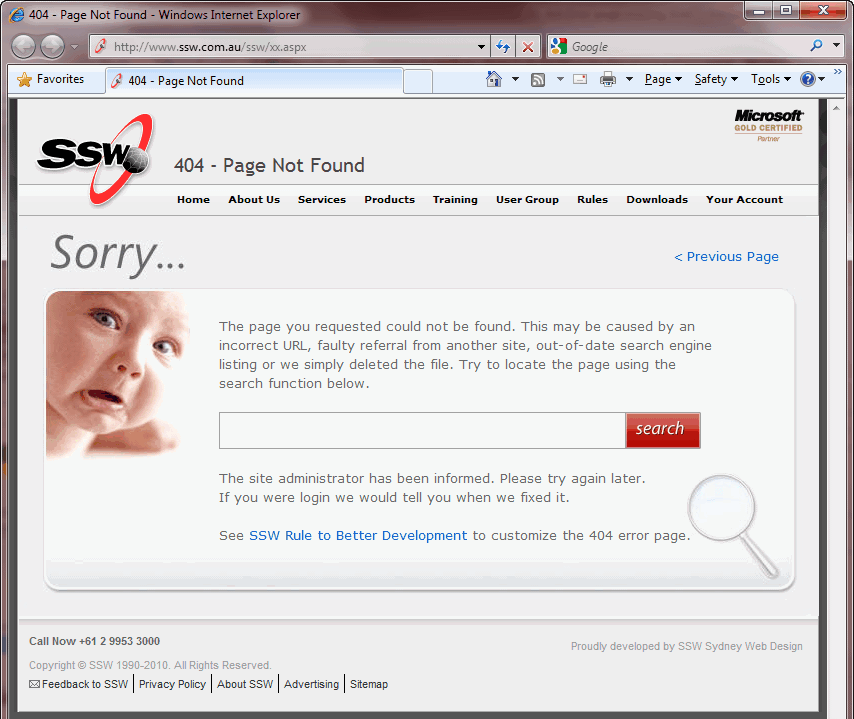 404 - Page Not Found - Windows Internet Explorer
http://www.ssw.com.au/ssw/xx.aspx
Google
Favorites
404 - Page Not Found
Page
Safety
Tools
Microsoft
GOLD CERTIFIED
Partner
SSW
404 - Page Not Found
Home About Us Services Products Training User Group Rules Downloads Your Account
Sorry...
< Previous Page
The page you requested could not be found. This may be caused by an
incorrect URL, faulty referral from another site, out-of-date search engine
listing or we simply deleted the file. Try to locate the page using the
search function below.
search
The site administrator has been informed. Please try again later.
If you were login we would tell you when we fixed it.
See SSW Rule to Better Development to customize the 404 error page.
Call Now +61 2 9953 3000
Proudly developed by SSW Sydney Web Design
Copyright © SSW 1990-2010. All Rights Reserved.
Feedback to SSW | Privacy Policy | About SSW | Advertising | Sitemap